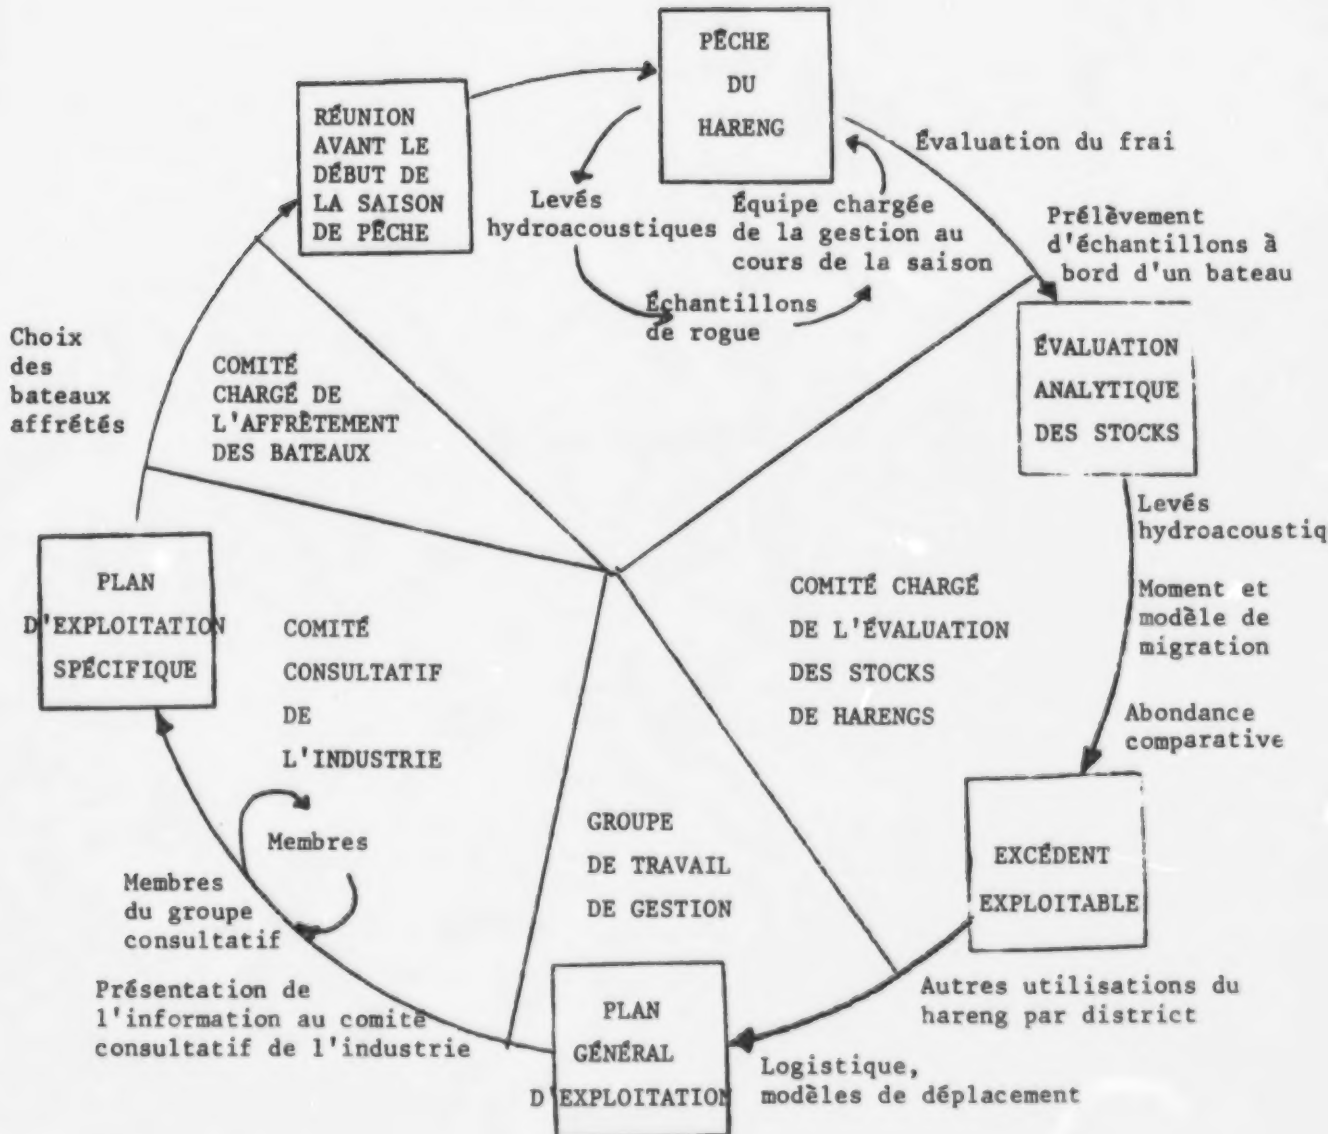 PÊCHE
DU
HARENG
RÉUNION
AVANT LE
DÉBUT DE
LA SAISON
DE PÊCHE
Évaluation du frai
Levés
hydroacoustiques
Équipe chargée
de la gestion au
cours de la saison
Échantillons
de rogue
Prélèvement
d'échantillons à
bord d'un bateau
ÉVALUATION
ANALYTIQUE
DES STOCKS
Choix
des
bateaux
affrétés
COMITÉ
CHARGÉ DE
L'AFFRÈTEMENT
DES BATEAUX
Levés
hydroacoustiq
Moment et
modèle de
migration
Abondance
comparative
PLAN
D'EXPLOITATION
SPÉCIFIQUE
COMITÉ
CONSULTATIF
DE
L'INDUSTRIE
COMITÉ CHARGÉ
DE L'ÉVALUATION
DES STOCKS
DE HARENGS
Membres
Membres
du groupe
consultatif
GROUPE
DE TRAVAIL
DE GESTION
EXCÉDENT
EXPLOITABLE
Présentation de
l'information au comité
consultatif de l'industrie
PLAN
GÉNÉRAL
D'EXPLOITATION
Autres utilisations du
hareng par district
Logistique,
modèles de déplacement